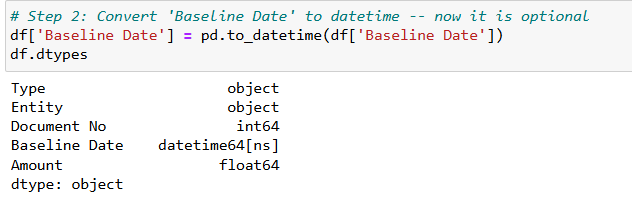 # Step 2: Convert 'Baseline Date' to datetime -- now it is optional
df['Baseline Date'] = pd.to_datetime(df['Baseline Date'])
df.dtypes
Type                      object
Entity                    object
Document No                int64
Baseline Date    datetime64[ns]
Amount                   float64
dtype: object